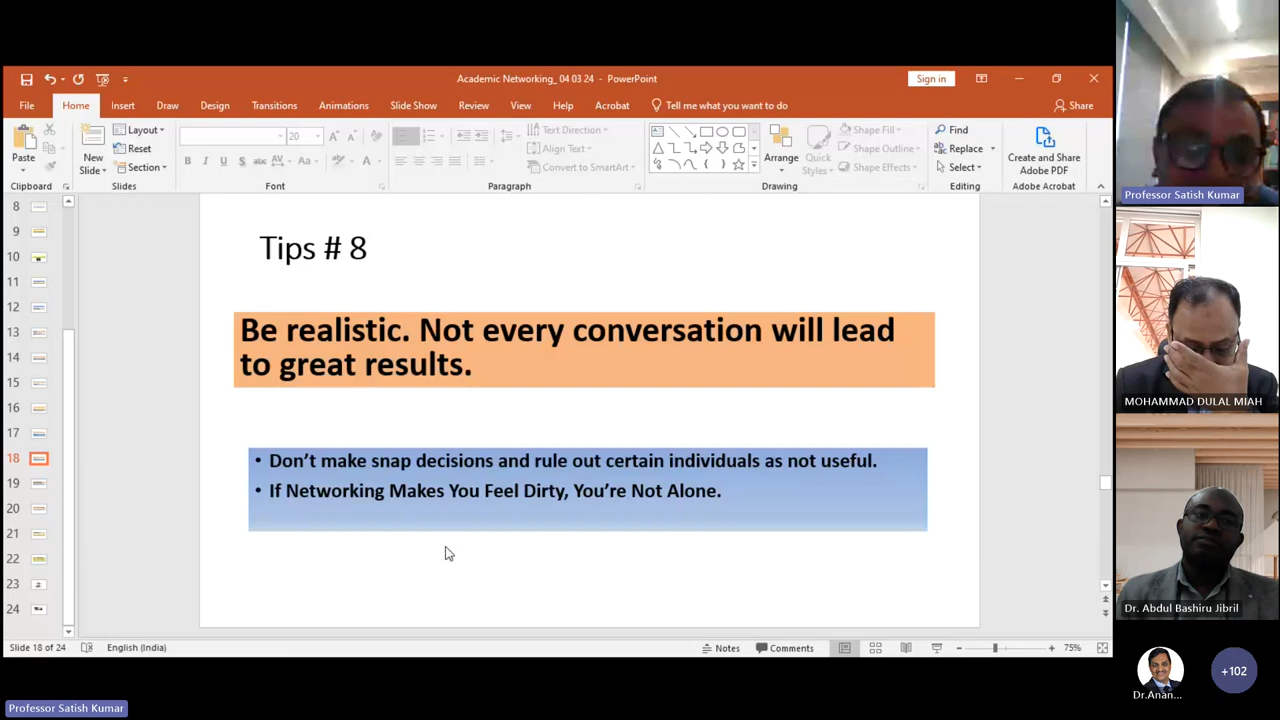 Academic Networking_ 04 03 24 - PowerPoint
Sign in
File Home Insert Draw Design Transitions Animations Slide Show Review View Help Acrobat Tell me what you want to do Share
Paste
New
Slide
Layout
Reset
Section
20
Text Direction
Align Text
Convert to SmartArt
Arrange
Quick
Styles
Shape Fill
Shape Outline
Shape Effects
Find
Replace
Select
Create and Share
Adobe PDF
Clipboard Slides Font Paragraph Drawing Editing Adobe Acrobat
8
9
10
11
12
13
14
15
16
17
18
19
20
21
22
23
24
Tips # 8
Be realistic. Not every conversation will lead
to great results.
• Don’t make snap decisions and rule out certain individuals as not useful.
• If Networking Makes You Feel Dirty, You’re Not Alone.
Slide 18 of 24 English (India) Notes Comments 75%
Professor Satish Kumar
MOHAMMAD DULAL MIAH
Dr. Abdul Bashiru Jibril
Dr.Anan...
+102
Professor Satish Kumar